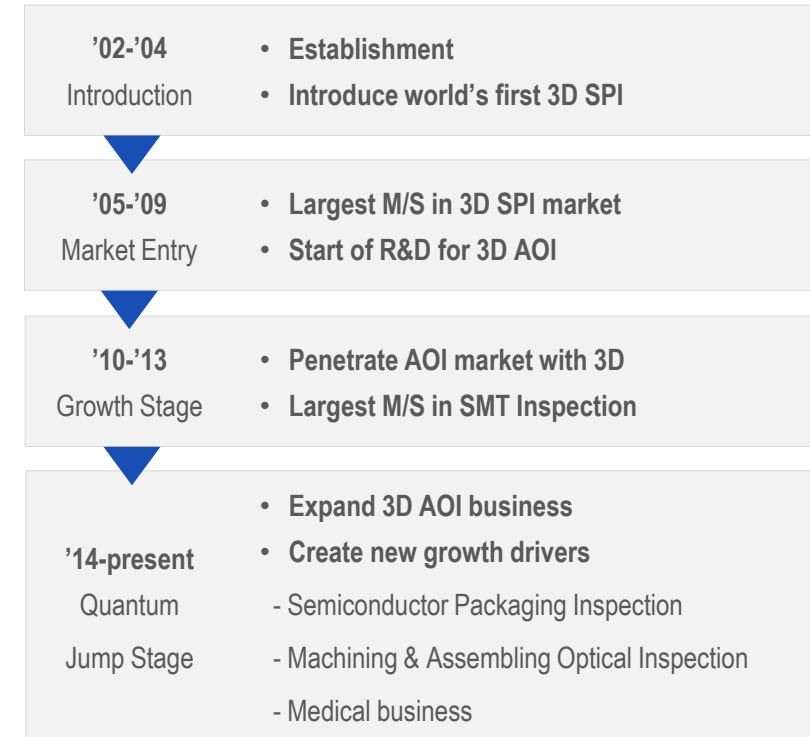 ’02-’04
Introduction
• Establishment
• Introduce world’s first 3D SPI
’05-’09
Market Entry
• Largest M/S in 3D SPI market
• Start of R&D for 3D AOI
’10-’13
Growth Stage
• Penetrate AOI market with 3D
• Largest M/S in SMT Inspection
’14-present
Quantum
Jump Stage
• Expand 3D AOI business
• Create new growth drivers
- Semiconductor Packaging Inspection
- Machining & Assembling Optical Inspection
- Medical business